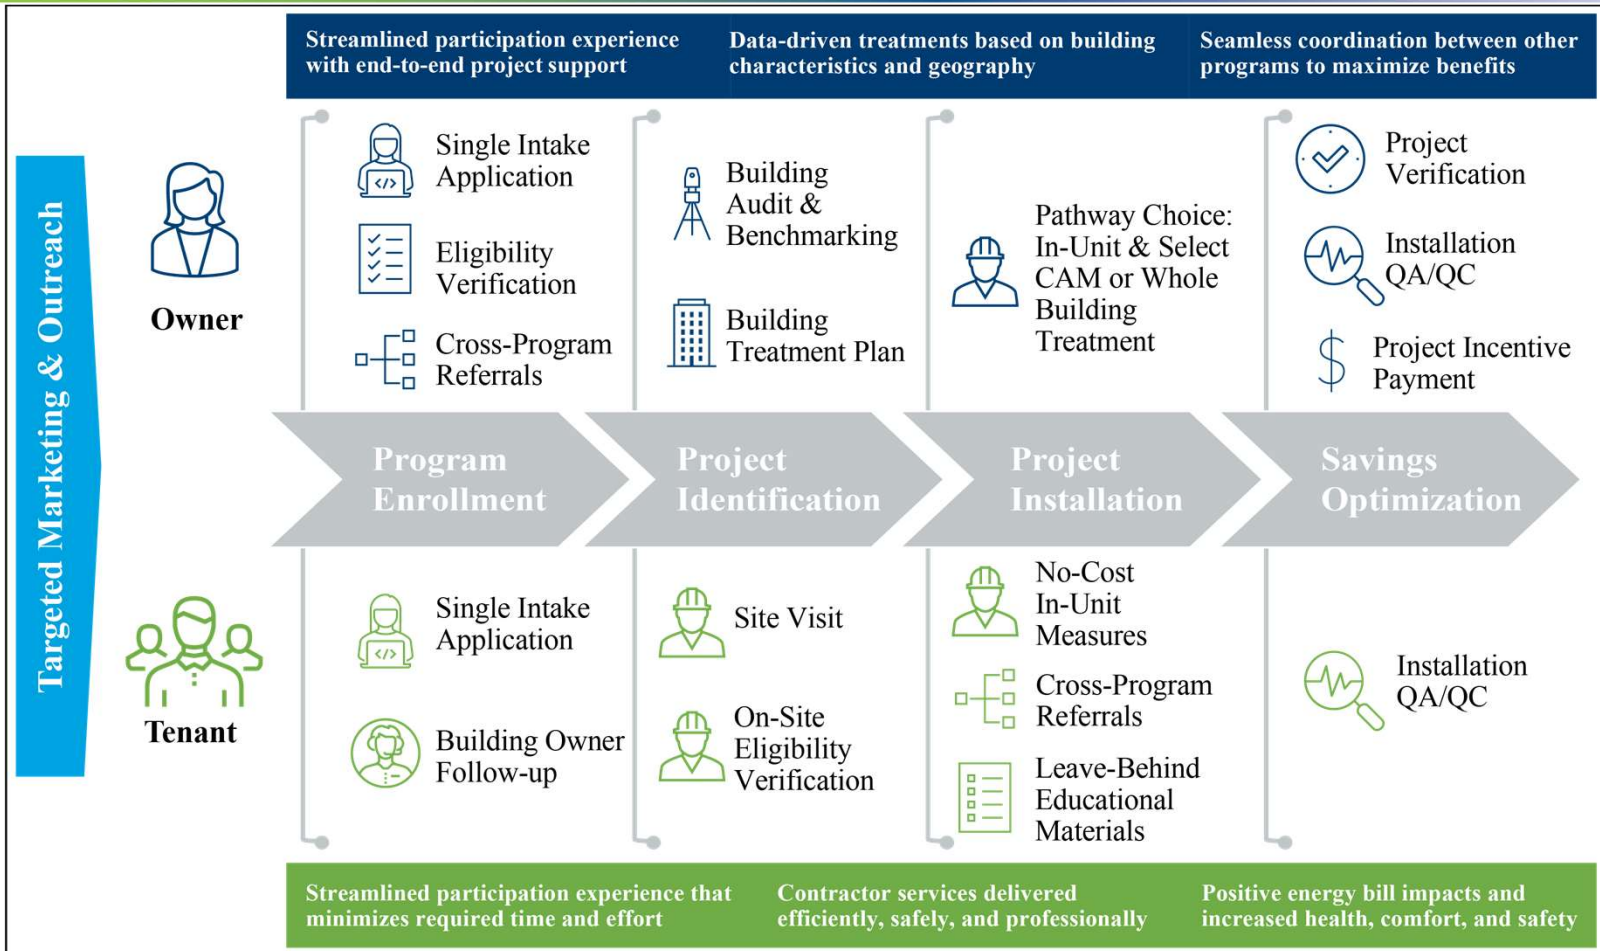 Streamlined participation experience
with end-to-end project support
Data-driven treatments based on building
characteristics and geography
Seamless coordination between other
programs to maximize benefits
Targeted Marketing & Outreach
Owner
Single Intake
Application
Eligibility
Verification
Cross-Program
Referrals
Building
Audit &
Benchmarking
Building
Treatment Plan
Pathway Choice:
In-Unit & Select
CAM or Whole
Building
Treatment
Project
Verification
Installation
QA/QC
Project Incentive
Payment
Program
Enrollment
Project
Identification
Project
Installation
Savings
Optimization
Tenant
Single Intake
Application
Building Owner
Follow-up
Site Visit
On-Site
Eligibility
Verification
No-Cost
In-Unit
Measures
Cross-Program
Referrals
Leave-Behind
Educational
Materials
Installation
QA/QC
Streamlined participation experience that
minimizes required time and effort
Contractor services delivered
efficiently, safely, and professionally
Positive energy bill impacts and
increased health, comfort, and safety